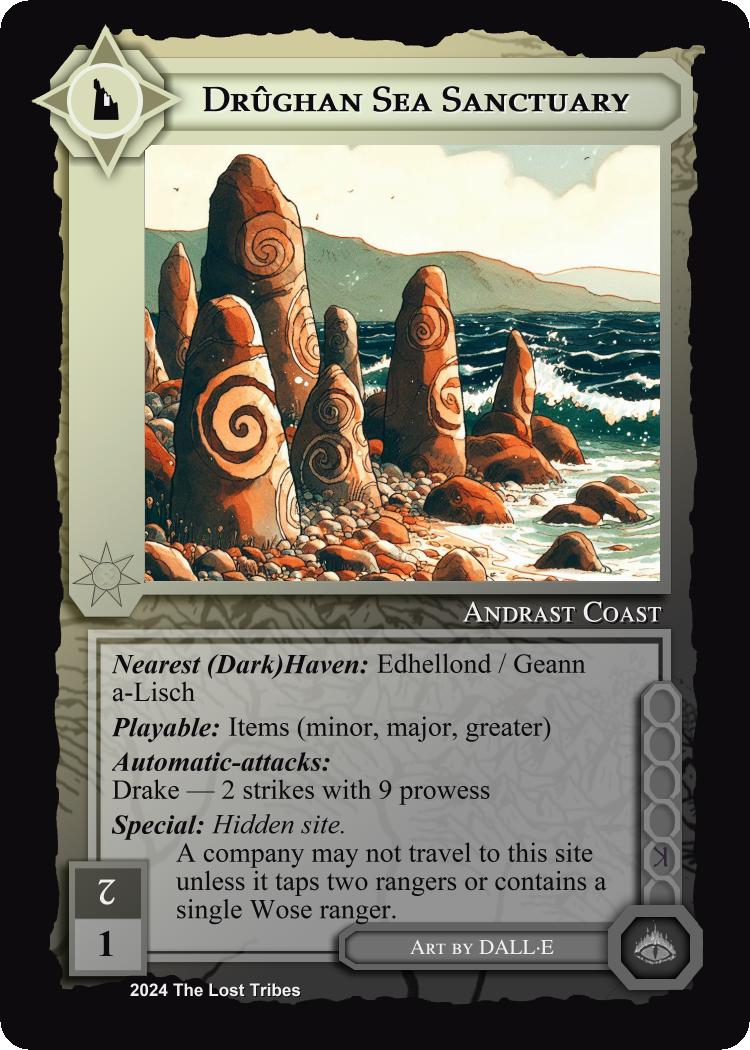 Drûghan Sea Sanctuary
Andrast Coast
Nearest (Dark)Haven: Edhellond / Geann
a-Lisch
Playable: Items (minor, major, greater)
Automatic-attacks:
Drake — 2 strikes with 9 prowess
Special: Hidden site.
A company may not travel to this site
unless it taps two rangers or contains a
single Wose ranger.
K
2
1
Art by DALL·E
2024 The Lost Tribes